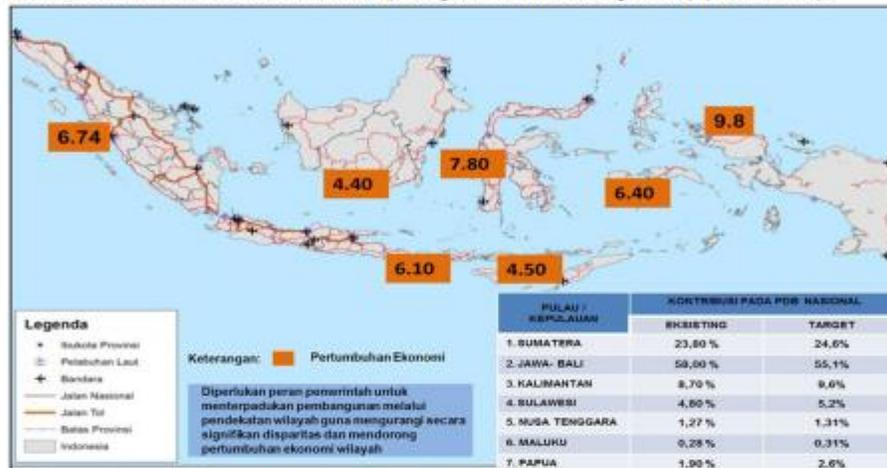 6.74
9.8
7.80
4.40
6.40
6.10
4.50
Legenda
Ibukota Provinsi
Pelabuhan Laut
Bandara
Jalan Nasional
Jalan Tol
Batas Provinsi
Indonesia
Keterangan: Pertumbuhan Ekonomi
Diperlukan peran pemerintah untuk
menterpadukan pembangunan melalui
pendekatan wilayah guna mengurangi secara
signifikan disparitas dan mendorong
pertumbuhan ekonomi wilayah
PULAU / KEPULAUAN KONTRIBUSI PADA PDB NASIONAL
EKSISTING TARGET
1. SUMATERA 23,80 % 24,6%
2. JAWA- BALI 58,00 % 55,1%
3. KALIMANTAN 8,70 % 9,6%
4. SULAWESI 4,80 % 5,2%
5. NUSA TENGGARA 1,27 % 1,31%
6. MALUKU 0,28 % 0,31%
7. PAPUA 1,90 % 2,6%